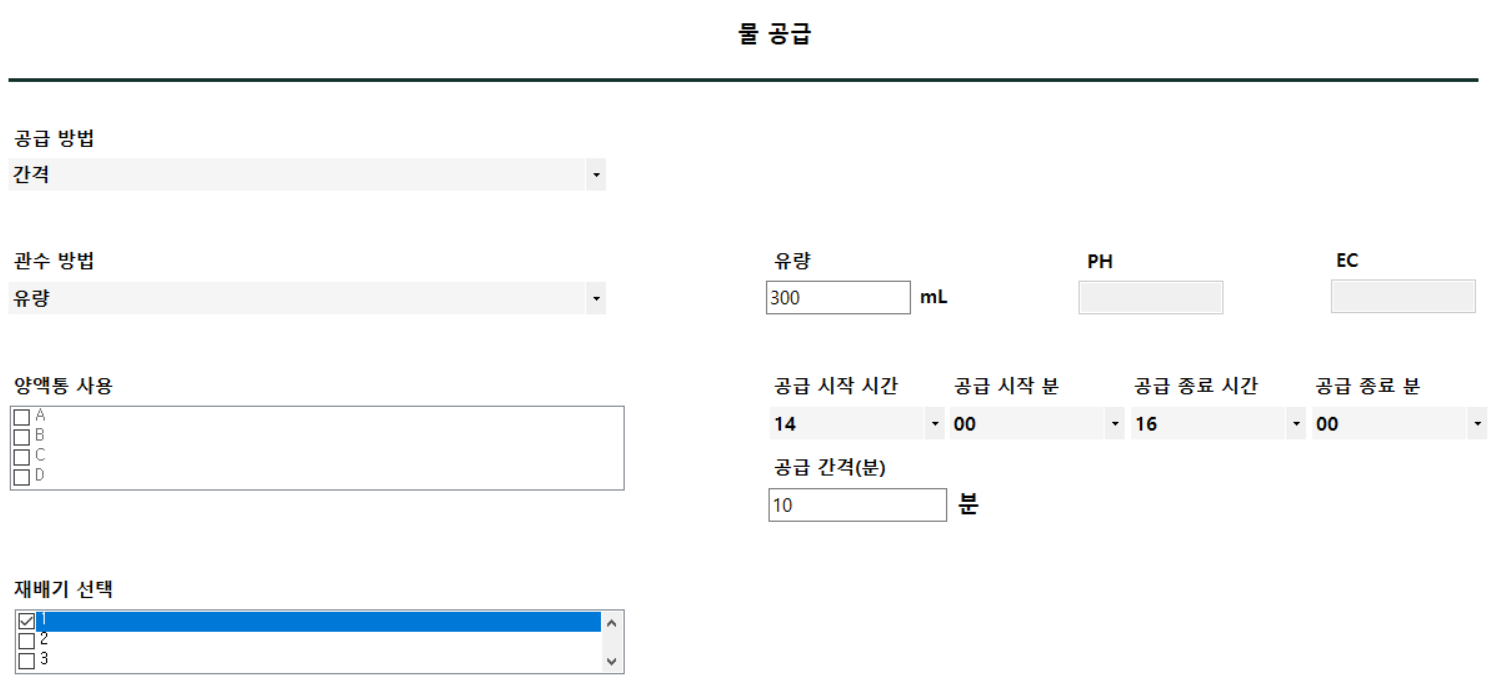 물 공급
공급 방법
간격
관수 방법
유량
유량
300 mL
PH
EC
양액통 사용
A
B
C
D
공급 시작 시간 공급 시작 분 공급 종료 시간 공급 종료 분
14 00 16 00
공급 간격(분)
10 분
재배기 선택
1
2
3